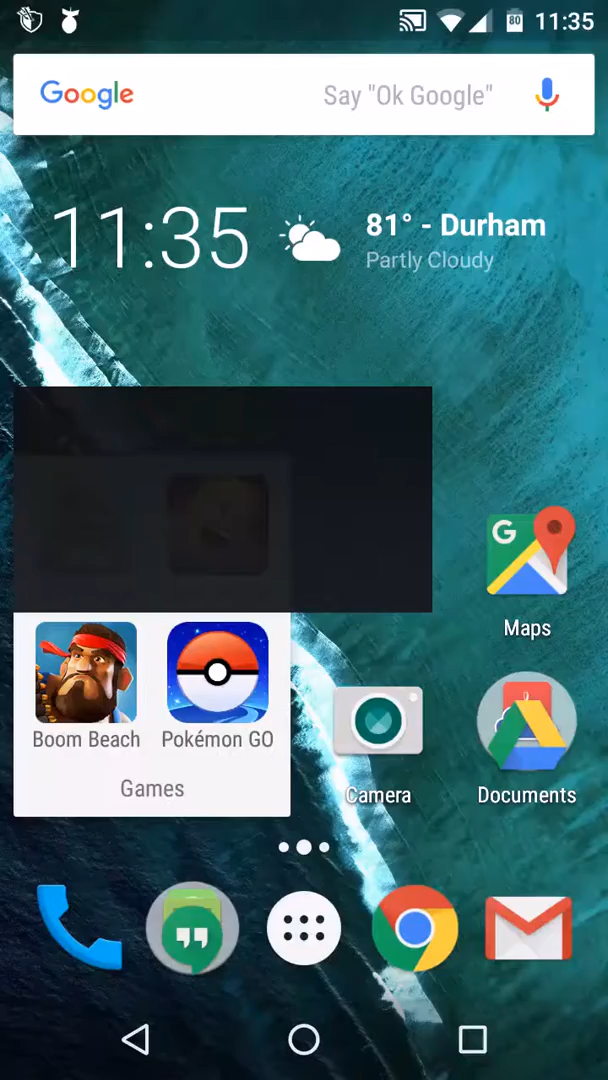 80 11:35
Google Say "Ok Google"
11:35 81° - Durham
Partly Cloudy
G
Maps
Boom Beach Pokémon GO
Games
Camera Documents